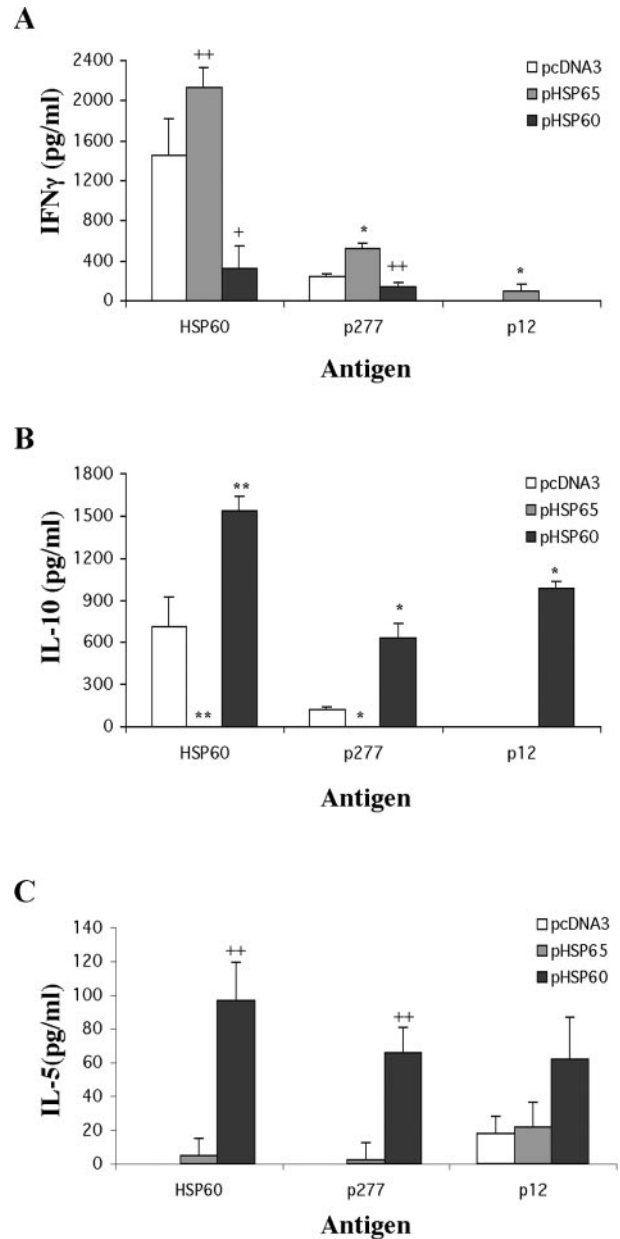 A
IFNγ (pg/ml)
2400
2000
1600
1200
800
400
0
++
+
*
++
*
pcDNA3
pHSP65
pHSP60
HSP60 p277 p12
Antigen
B
IL-10 (pg/ml)
1800
1500
1200
900
600
300
0
**
**
*
*
*
pcDNA3
pHSP65
pHSP60
HSP60 p277 p12
Antigen
C
IL-5(pg/ml)
140
120
100
80
60
40
20
0
++
++
pcDNA3
pHSP65
pHSP60
HSP60 p277 p12
Antigen